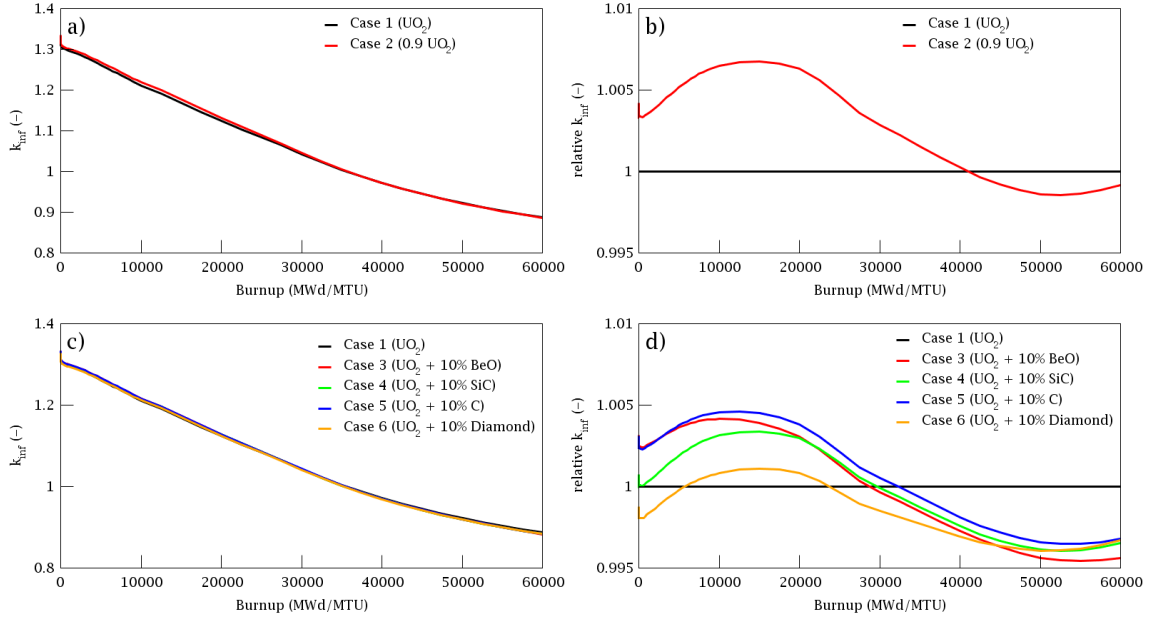 a)
1.4
1.3
1.2
1.1
1
0.9
0.8
k_inf (−)
Case 1 (UO₂)
Case 2 (0.9 UO₂)
0 10000 20000 30000 40000 50000 60000
Burnup (MWd/MTU)
b)
1.01
1.005
1
0.995
relative k_inf (−)
Case 1 (UO₂)
Case 2 (0.9 UO₂)
0 10000 20000 30000 40000 50000 60000
Burnup (MWd/MTU)
c)
1.4
1.2
1
0.8
k_inf (−)
Case 1 (UO₂)
Case 3 (UO₂ + 10% BeO)
Case 4 (UO₂ + 10% SiC)
Case 5 (UO₂ + 10% C)
Case 6 (UO₂ + 10% Diamond)
0 10000 20000 30000 40000 50000 60000
Burnup (MWd/MTU)
d)
1.01
1.005
1
0.995
relative k_inf (−)
Case 1 (UO₂)
Case 3 (UO₂ + 10% BeO)
Case 4 (UO₂ + 10% SiC)
Case 5 (UO₂ + 10% C)
Case 6 (UO₂ + 10% Diamond)
0 10000 20000 30000 40000 50000 60000
Burnup (MWd/MTU)